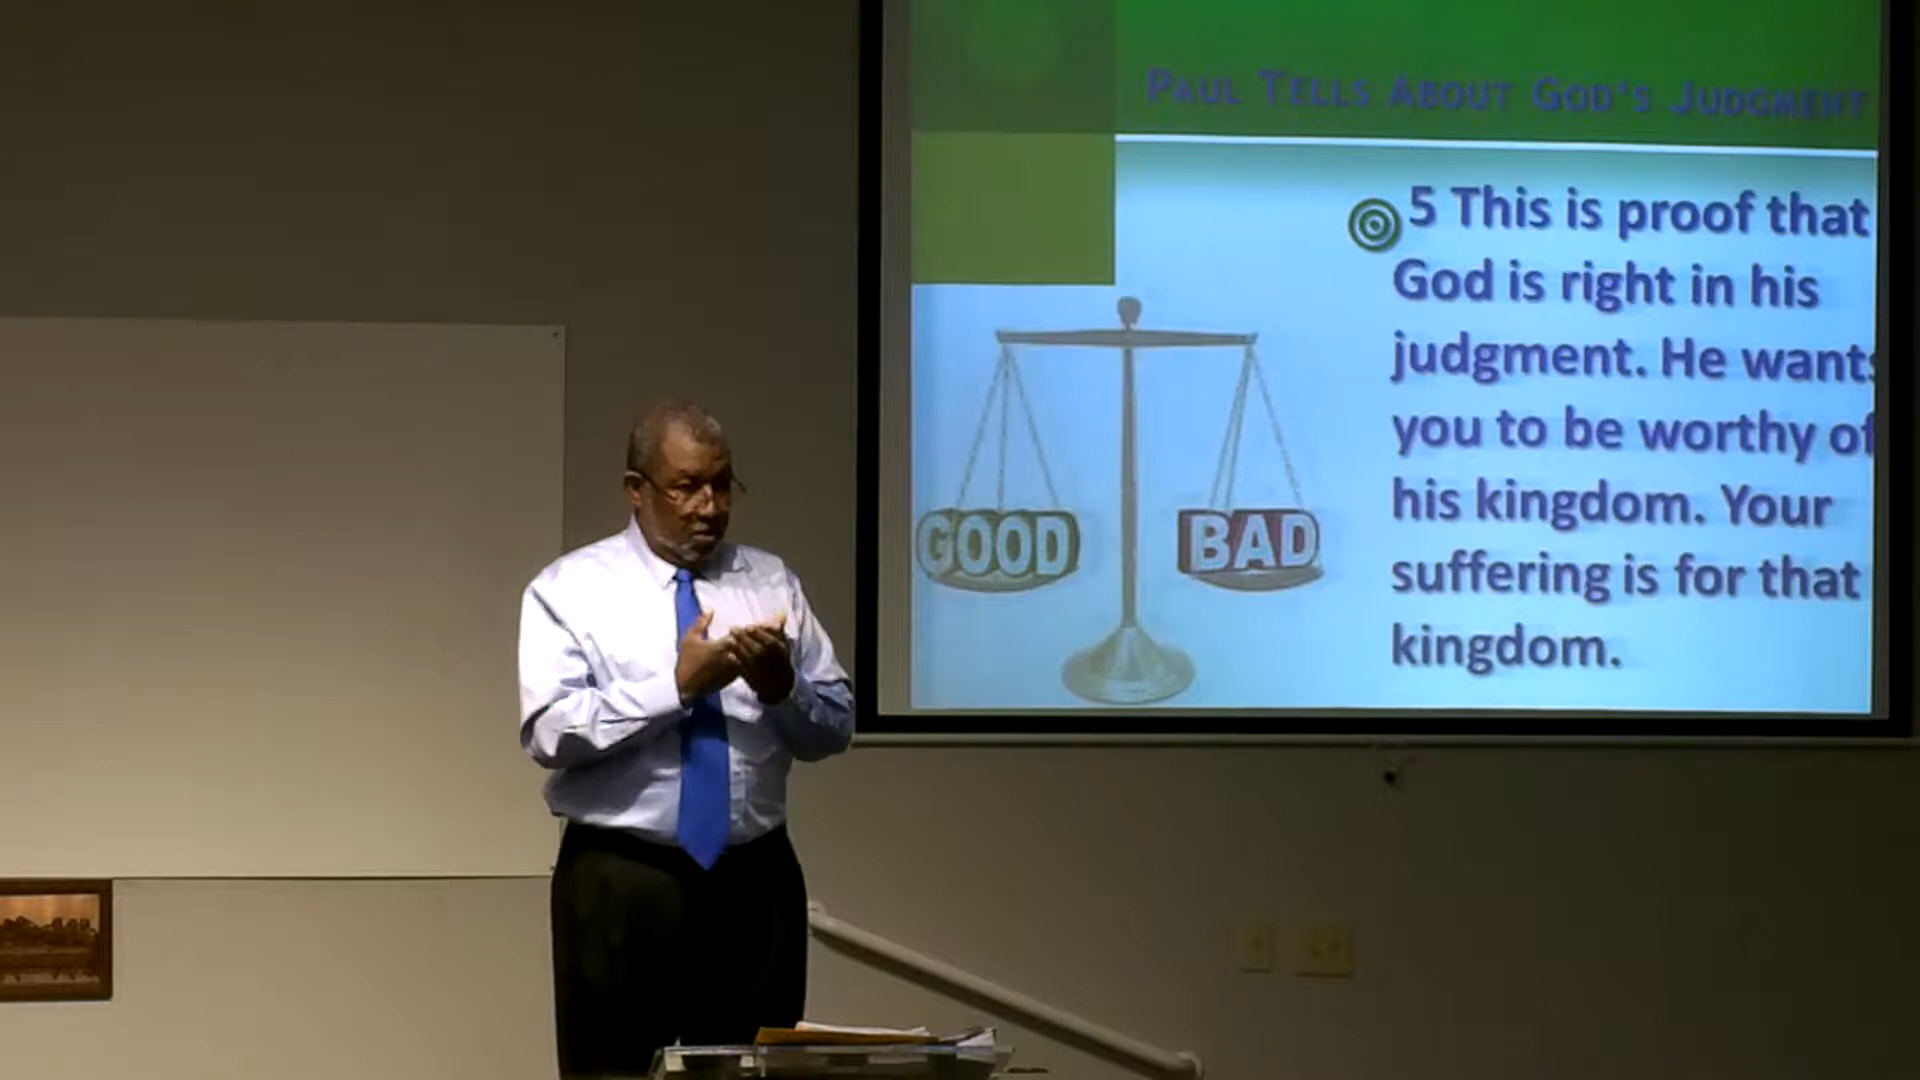 PAUL TELLS ABOUT GOD'S JUDGMENT
5 This is proof that
God is right in his
judgment. He wants
you to be worthy of
his kingdom. Your
suffering is for that
kingdom.
GOOD
BAD